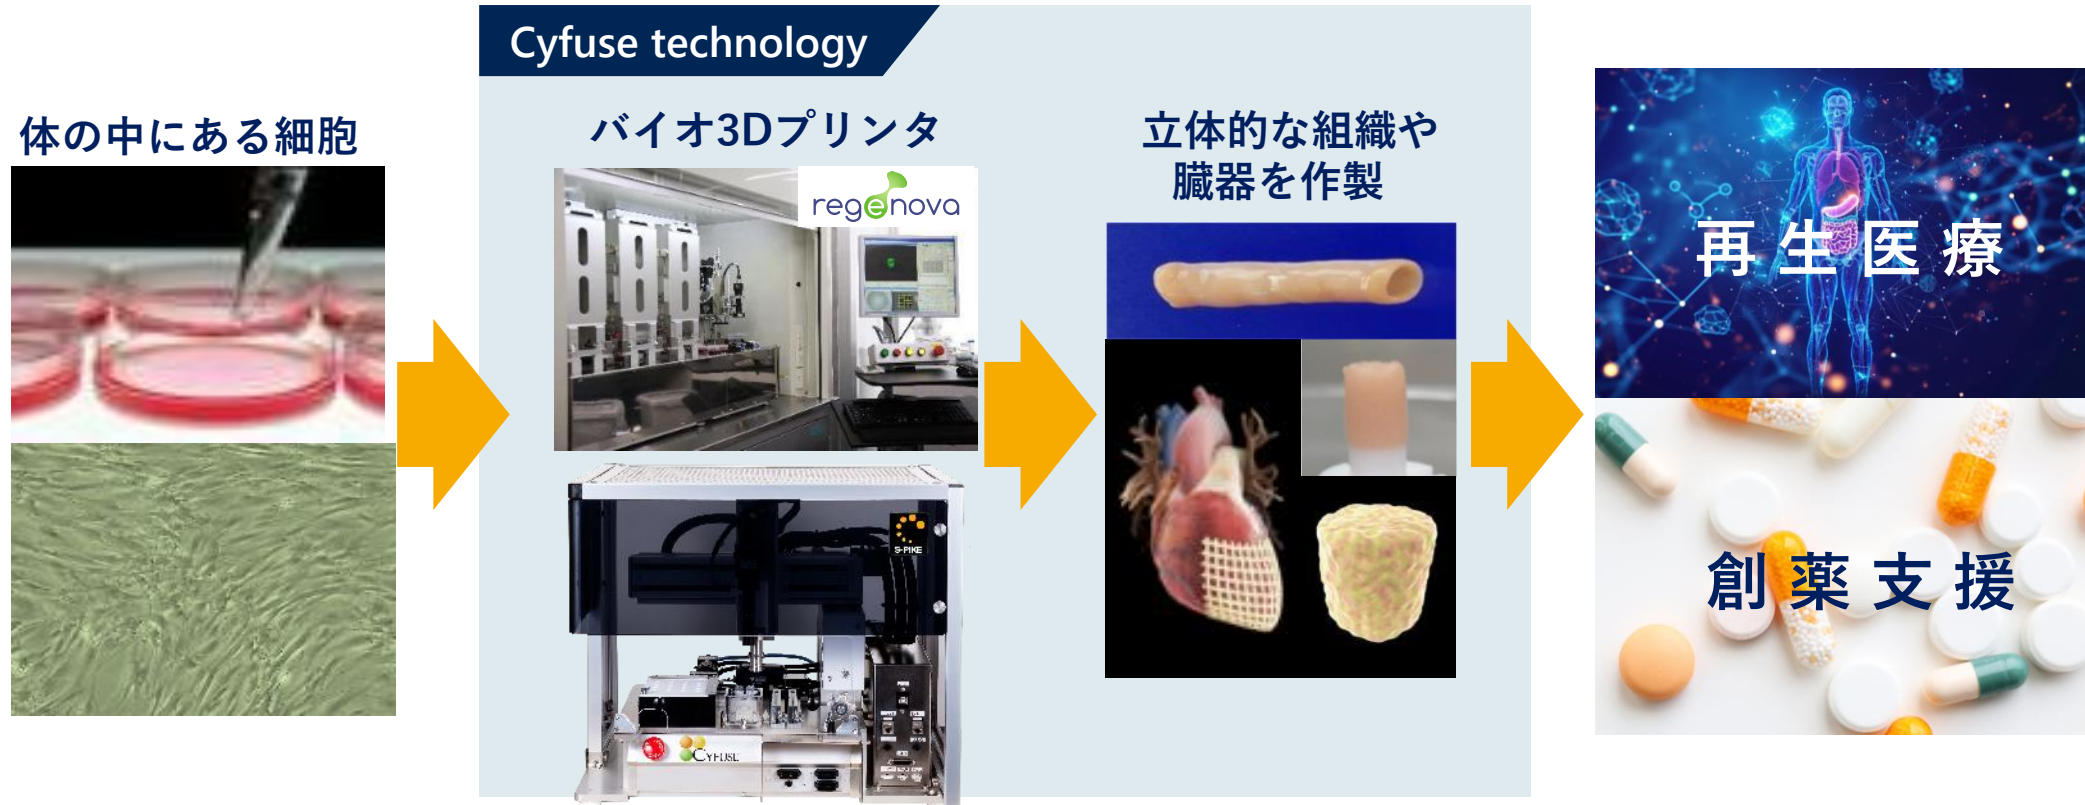 Cyfuse technology
体の中にある細胞
バイオ3Dプリンタ
regenova
S-PIKE
CYFUSE
立体的な組織や
臓器を作製
再生医療
創薬支援